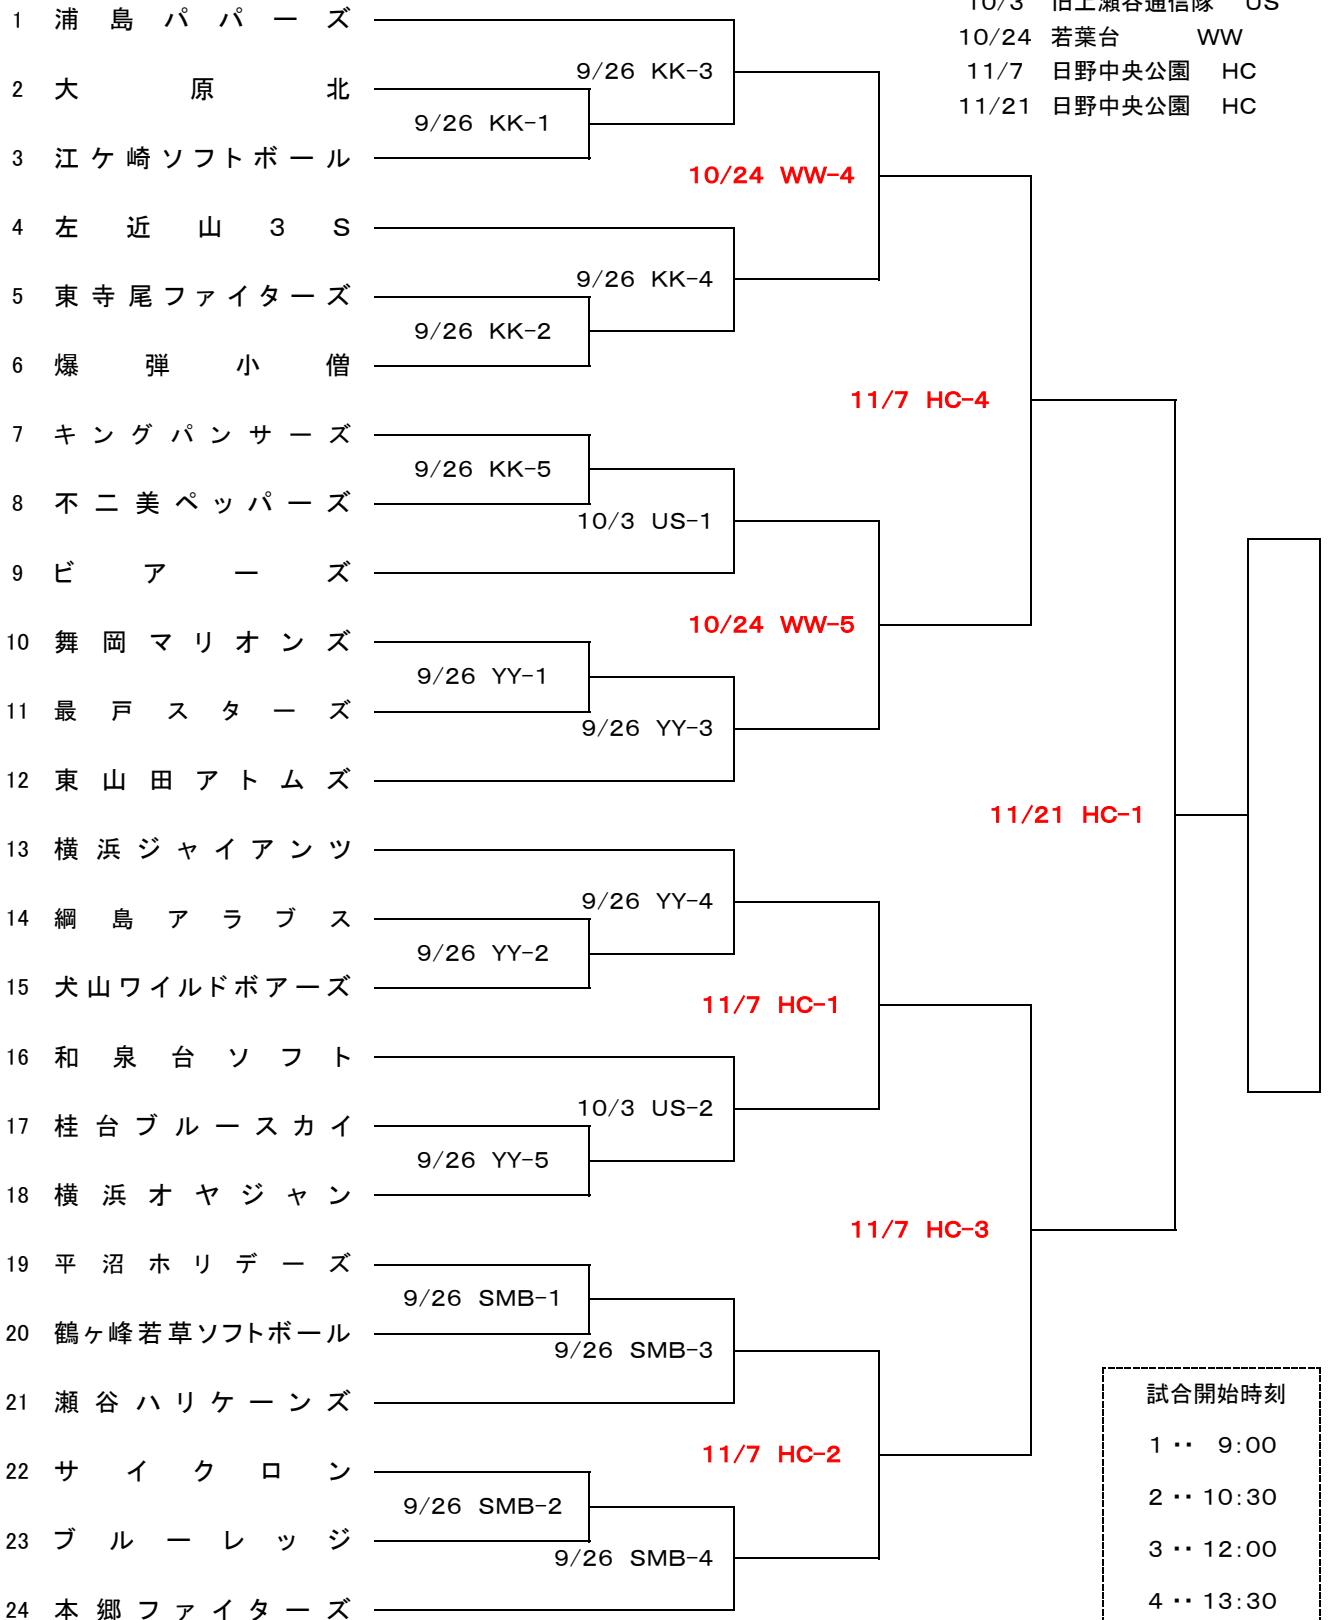 10/3 旧上瀬谷通信隊 US
1 浦島パパーズ
10/24 若葉台 WW
9/26 KK-3
11/7 日野中央公園 HC
2 大原北
11/21 日野中央公園 HC
9/26 KK-1
3 江ケ崎ソフトボール
10/24 WW-4
4 左近山3S
9/26 KK-4
5 東寺尾ファイターズ
9/26 KK-2
6 爆弾小僧
11/7 HC-4
7 キングパンサーズ
9/26 KK-5
8 不二美ペッパーズ
10/3 US-1
9 ビアーズ
10/24 WW-5
10 舞岡マリオンズ
9/26 YY-1
11 最戸スターズ
9/26 YY-3
12 東山田アトムズ
11/21 HC-1
13 横浜ジャイアンツ
9/26 YY-4
14 綱島アラブス
9/26 YY-2
15 犬山ワイルドボアーズ
11/7 HC-1
16 和泉台ソフト
10/3 US-2
17 桂台ブルースカイ
9/26 YY-5
18 横浜オヤジャン
11/7 HC-3
19 平沼ホリデーズ
9/26 SMB-1
20 鶴ヶ峰若草ソフトボール
9/26 SMB-3
21 瀬谷ハリケーンズ
試合開始時刻
11/7 HC-2
1 ‥ 9:00
22 サイクロン
2 ‥ 10:30
9/26 SMB-2
23 ブルーレッジ
3 ‥ 12:00
9/26 SMB-4
4 ‥ 13:30
24 本郷ファイターズ